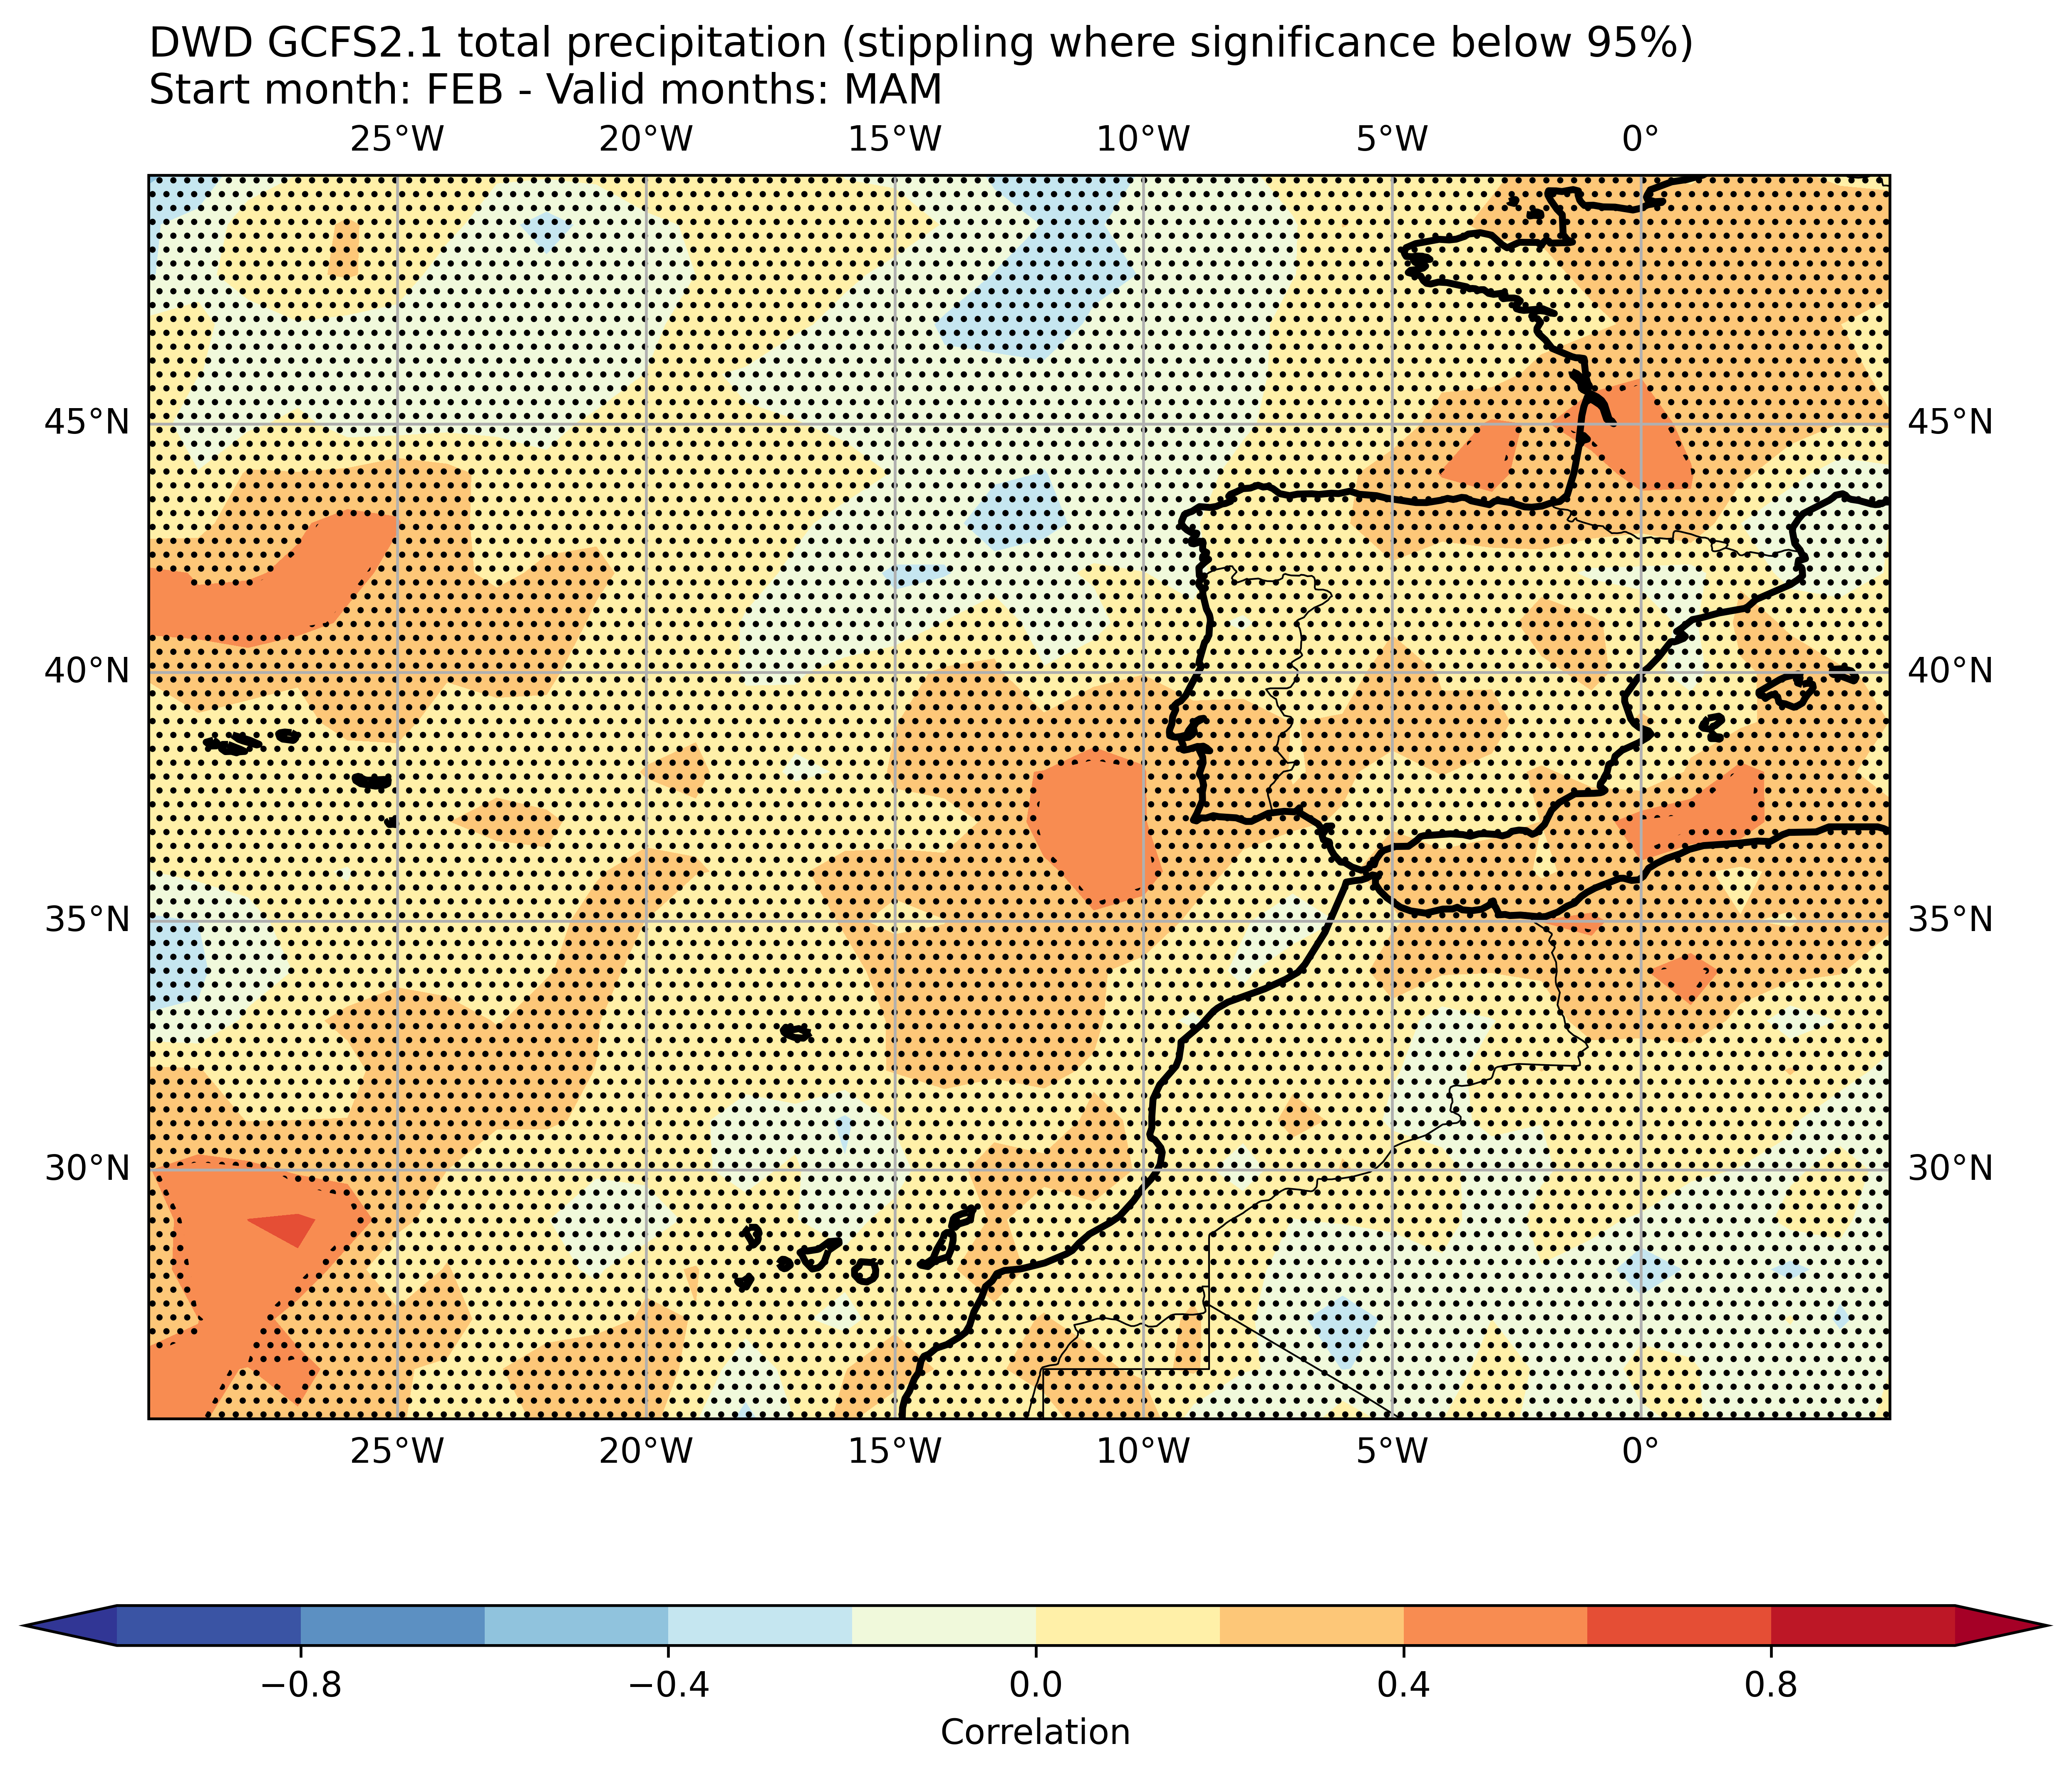 DWD GCFS2.1 total precipitation (stippling where significance below 95%)
Start month: FEB - Valid months: MAM
25°W 20°W 15°W 10°W 5°W 0°
45°N 45°N
40°N 40°N
35°N 35°N
30°N 30°N
25°W 20°W 15°W 10°W 5°W 0°
−0.8 −0.4 0.0 0.4 0.8
Correlation